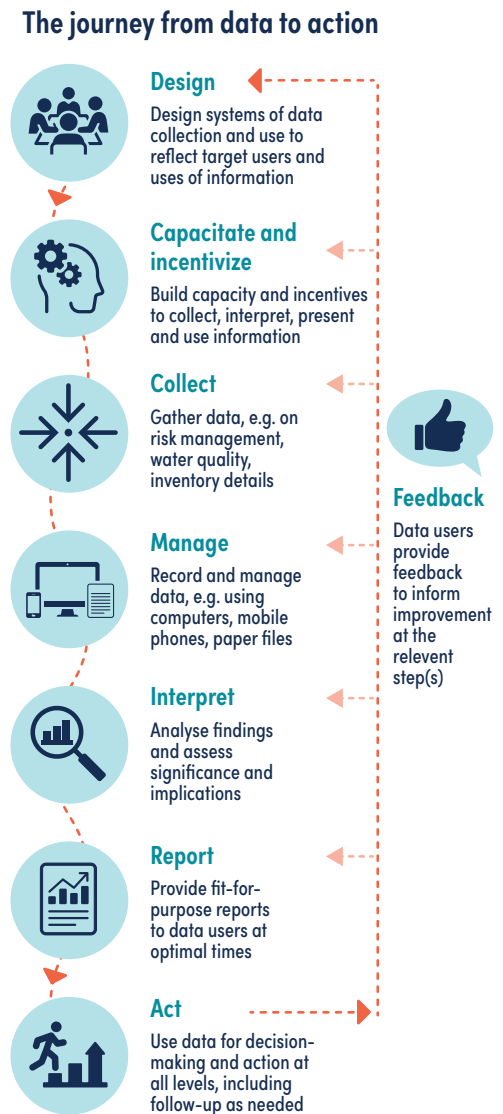 The journey from data to action
Design
Design systems of data
collection and use to
reflect target users and
uses of information
Capacitate and
incentivize
Build capacity and incentives
to collect, interpret, present
and use information
Collect
Gather data, e.g. on
risk management,
water quality,
inventory details
Manage
Record and manage
data, e.g. using
computers, mobile
phones, paper files
Interpret
Analyse findings
and assess
significance and
implications
Report
Provide fit-for-
purpose reports
to data users at
optimal times
Act
Use data for decision-
making and action at
all levels, including
follow-up as needed
Feedback
Data users
provide
feedback
to inform
improvement
at the
relevent
step(s)